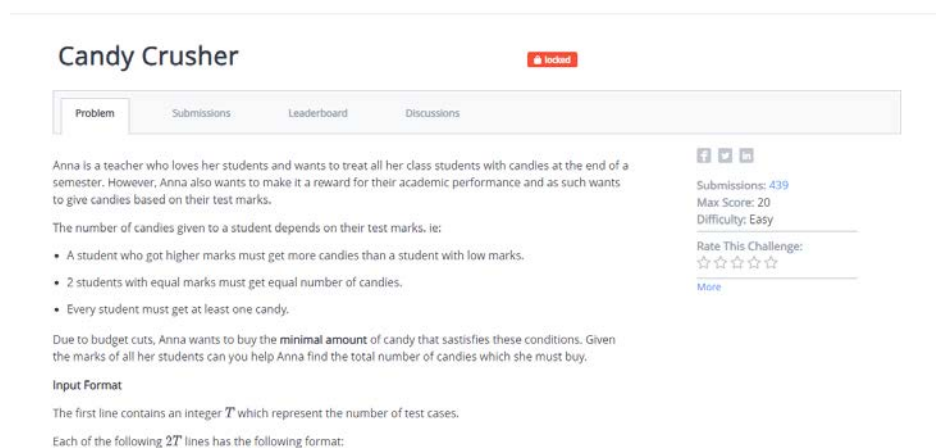 Candy Crusher
locked
Problem
Submissions
Leaderboard
Discussions
Anna is a teacher who loves her students and wants to treat all her class students with candies at the end of a
semester. However, Anna also wants to make it a reward for their academic performance and as such wants
to give candies based on their test marks.
The number of candies given to a student depends on their test marks. ie:
• A student who got higher marks must get more candies than a student with low marks.
• 2 students with equal marks must get equal number of candies.
• Every student must get at least one candy.
Due to budget cuts, Anna wants to buy the minimal amount of candy that sastisfies these conditions. Given
the marks of all her students can you help Anna find the total number of candies which she must buy.
Input Format
The first line contains an integer T which represent the number of test cases.
Each of the following 2T lines has the following format:
Submissions: 439
Max Score: 20
Difficulty: Easy
Rate This Challenge:
More